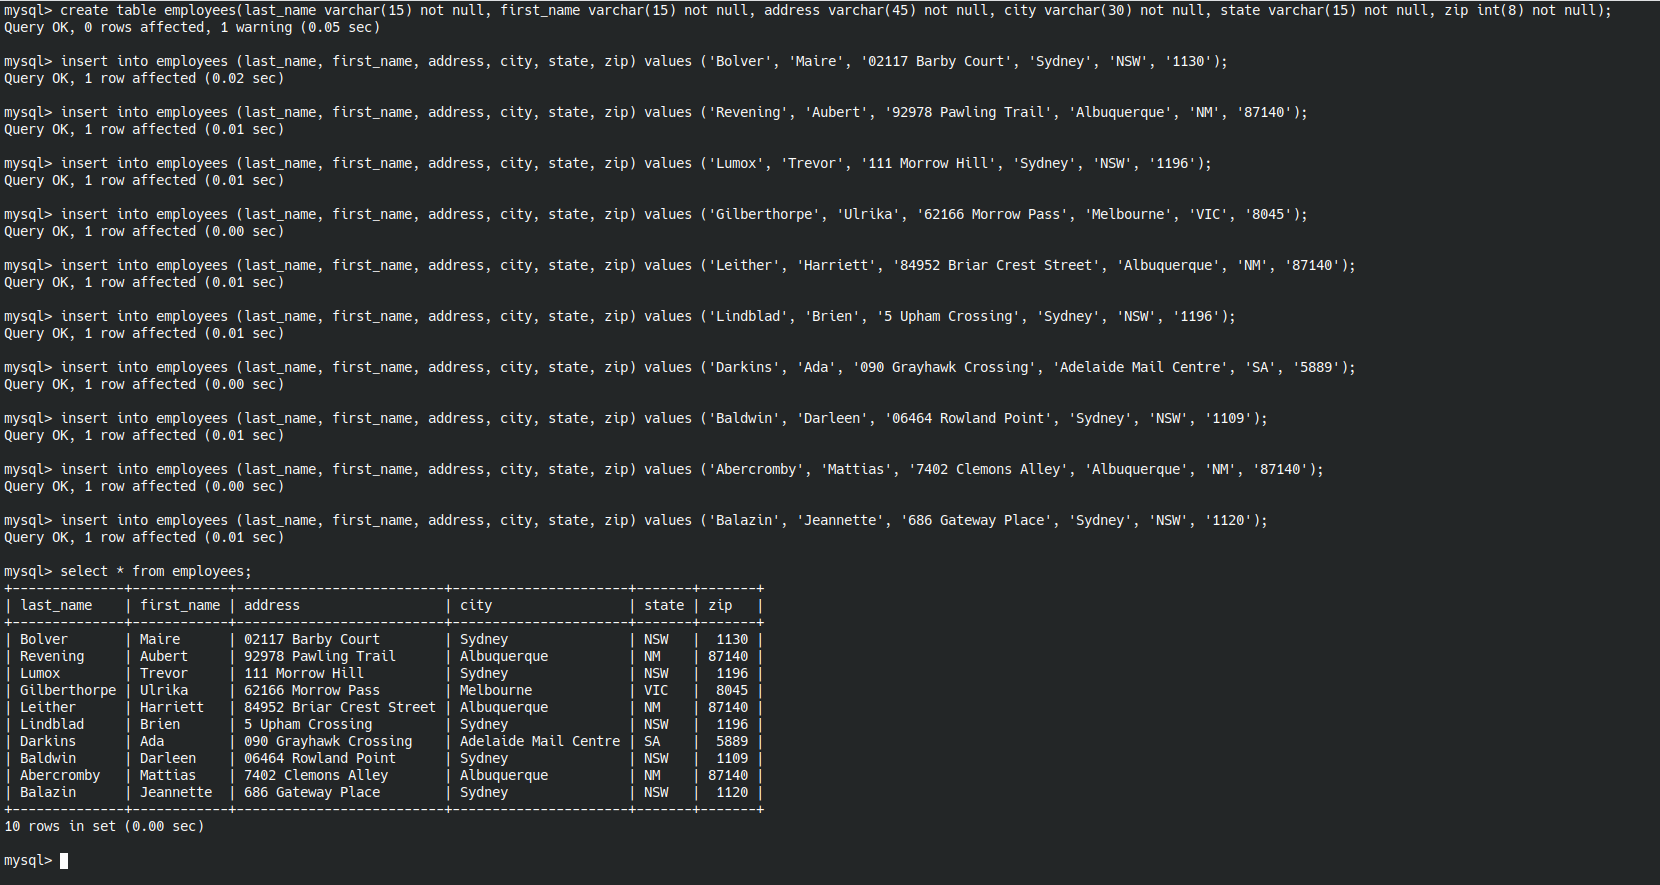 mysql> create table employees(last_name varchar(15) not null, first_name varchar(15) not null, address varchar(45) not null, city varchar(30) not null, state varchar(15) not null, zip int(8) not null);
Query OK, 0 rows affected, 1 warning (0.05 sec)

mysql> insert into employees (last_name, first_name, address, city, state, zip) values ('Bolver', 'Maire', '02117 Barby Court', 'Sydney', 'NSW', '1130');
Query OK, 1 row affected (0.02 sec)

mysql> insert into employees (last_name, first_name, address, city, state, zip) values ('Revening', 'Aubert', '92978 Pawling Trail', 'Albuquerque', 'NM', '87140');
Query OK, 1 row affected (0.01 sec)

mysql> insert into employees (last_name, first_name, address, city, state, zip) values ('Lumox', 'Trevor', '111 Morrow Hill', 'Sydney', 'NSW', '1196');
Query OK, 1 row affected (0.01 sec)

mysql> insert into employees (last_name, first_name, address, city, state, zip) values ('Gilberthorpe', 'Ulrika', '62166 Morrow Pass', 'Melbourne', 'VIC', '8045');
Query OK, 1 row affected (0.00 sec)

mysql> insert into employees (last_name, first_name, address, city, state, zip) values ('Leither', 'Harriett', '84952 Briar Crest Street', 'Albuquerque', 'NM', '87140');
Query OK, 1 row affected (0.01 sec)

mysql> insert into employees (last_name, first_name, address, city, state, zip) values ('Lindblad', 'Brien', '5 Upham Crossing', 'Sydney', 'NSW', '1196');
Query OK, 1 row affected (0.01 sec)

mysql> insert into employees (last_name, first_name, address, city, state, zip) values ('Darkins', 'Ada', '090 Grayhawk Crossing', 'Adelaide Mail Centre', 'SA', '5889');
Query OK, 1 row affected (0.00 sec)

mysql> insert into employees (last_name, first_name, address, city, state, zip) values ('Baldwin', 'Darleen', '06464 Rowland Point', 'Sydney', 'NSW', '1109');
Query OK, 1 row affected (0.01 sec)

mysql> insert into employees (last_name, first_name, address, city, state, zip) values ('Abercromby', 'Mattias', '7402 Clemons Alley', 'Albuquerque', 'NM', '87140');
Query OK, 1 row affected (0.00 sec)

mysql> insert into employees (last_name, first_name, address, city, state, zip) values ('Balazin', 'Jeannette', '686 Gateway Place', 'Sydney', 'NSW', '1120');
Query OK, 1 row affected (0.01 sec)

mysql> select * from employees;
+--------------+------------+--------------------------+----------------------+-------+-------+
| last_name    | first_name | address                  | city                 | state | zip   |
+--------------+------------+--------------------------+----------------------+-------+-------+
| Bolver       | Maire      | 02117 Barby Court        | Sydney               | NSW   |  1130 |
| Revening     | Aubert     | 92978 Pawling Trail      | Albuquerque          | NM    | 87140 |
| Lumox        | Trevor     | 111 Morrow Hill          | Sydney               | NSW   |  1196 |
| Gilberthorpe | Ulrika     | 62166 Morrow Pass        | Melbourne            | VIC   |  8045 |
| Leither      | Harriett   | 84952 Briar Crest Street | Albuquerque          | NM    | 87140 |
| Lindblad     | Brien      | 5 Upham Crossing         | Sydney               | NSW   |  1196 |
| Darkins      | Ada        | 090 Grayhawk Crossing    | Adelaide Mail Centre | SA    |  5889 |
| Baldwin      | Darleen    | 06464 Rowland Point      | Sydney               | NSW   |  1109 |
| Abercromby   | Mattias    | 7402 Clemons Alley       | Albuquerque          | NM    | 87140 |
| Balazin      | Jeannette  | 686 Gateway Place        | Sydney               | NSW   |  1120 |
+--------------+------------+--------------------------+----------------------+-------+-------+
10 rows in set (0.00 sec)

mysql>